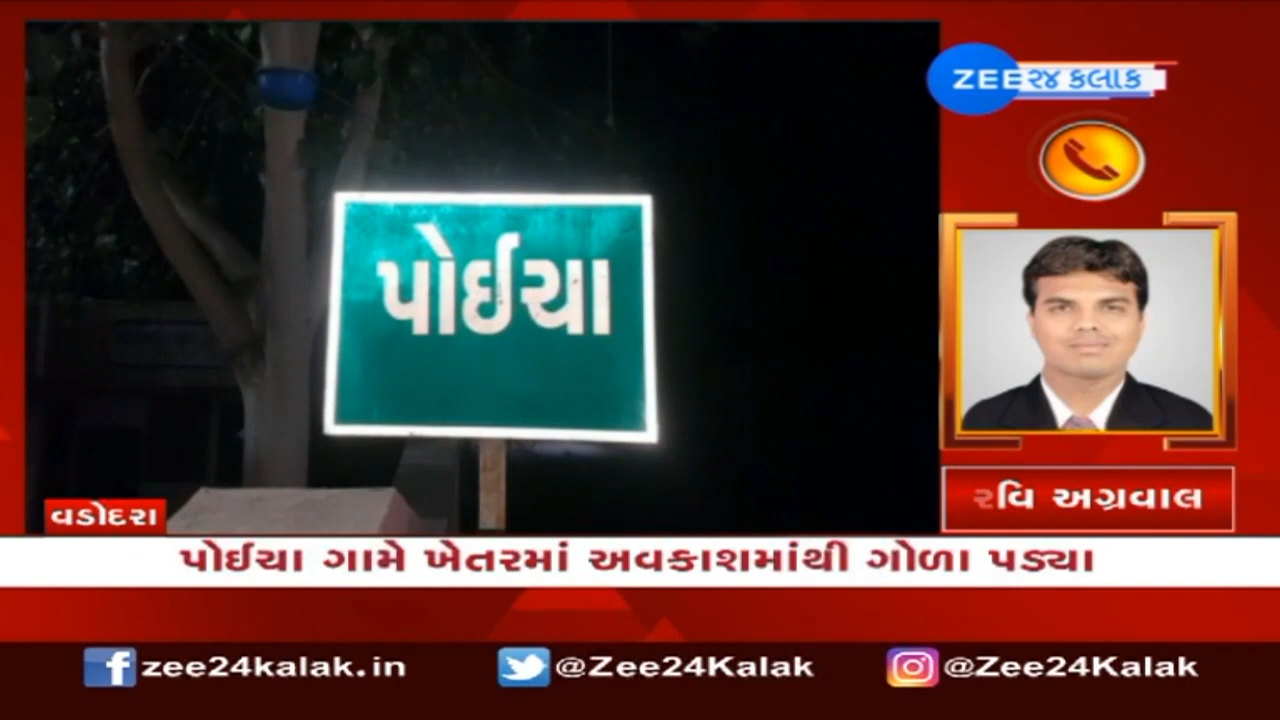 ZEE ૨૪ કલાક
પોઈચા
રવિ અગ્રવાલ
વડોદરા
પોઈચા ગામે ખેતરમાં અવકાશમાંથી ગોળા પડ્યા
zee24kalak.in
@Zee24Kalak
@Zee24Kalak